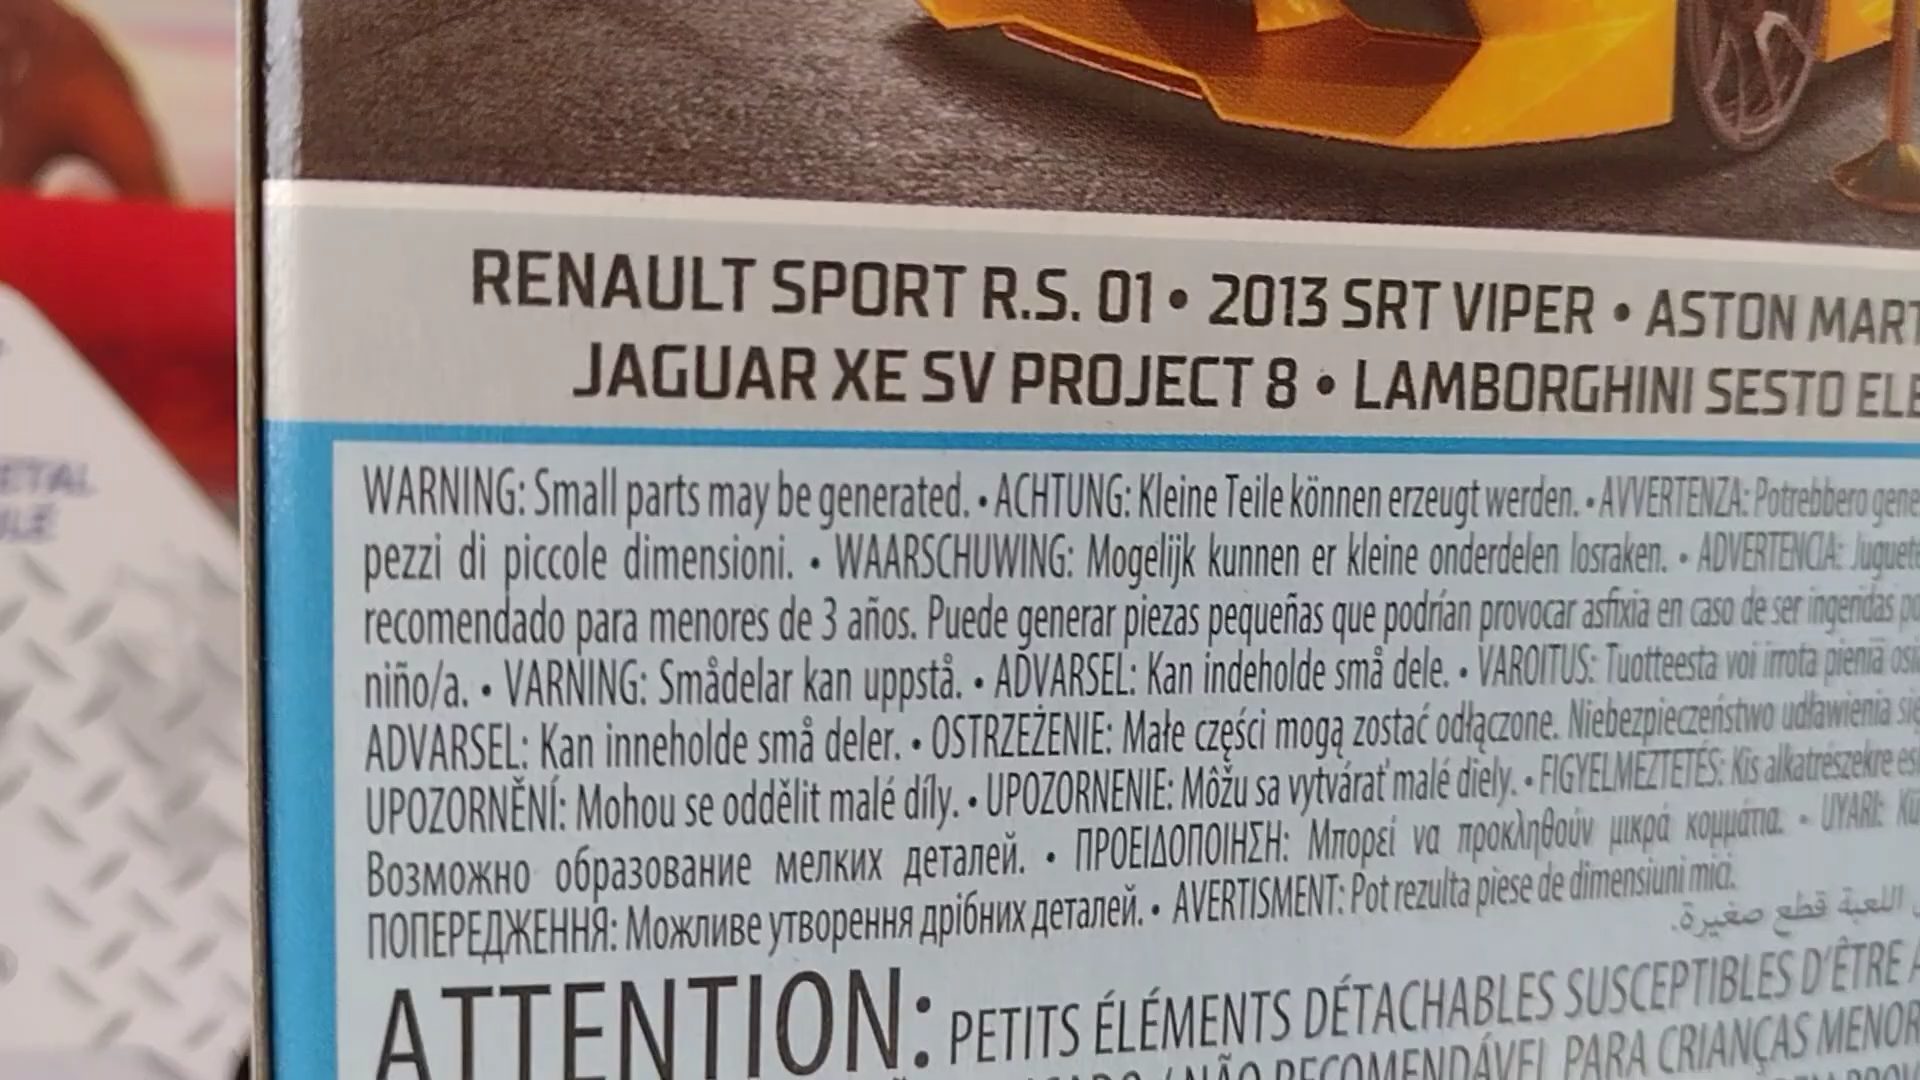 ETAL
RENAULT SPORT R.S. 01 • 2013 SRT VIPER • ASTON MART
JAGUAR XE SV PROJECT 8 • LAMBORGHINI SESTO ELE
WARNING: Small parts may be generated. • ACHTUNG: Kleine Teile können erzeugt werden. • AVVERTENZA: Potrebbero gene
pezzi di piccole dimensioni. • WAARSCHUWING: Mogelijk kunnen er kleine onderdelen losraken. • ADVERTENCIA: Juguete
recomendado para menores de 3 años. Puede generar piezas pequeñas que podrían provocar asfixia en caso de ser ingeridas po
niño/a. • VARNING: Smådelar kan uppstå. • ADVARSEL: Kan indeholde små dele. • VAROITUS: Tuotteesta voi irrota pieniä osi
ADVARSEL: Kan inneholde små deler. • OSTRZEŻENIE: Małe części mogą zostać odłączone. Niebezpieczeństwo udławienia się
UPOZORNĚNÍ: Mohou se oddělit malé díly. • UPOZORNENIE: Môžu sa vytvárať malé diely. • FIGYELMEZTETÉS: Kis alkatrészekre es
Возможно образование мелких деталей. • ΠΡΟΕΙΔΟΠΟΙΗΣΗ: Μπορεί να προκληθούν μικρά κομμάτια. • UYARI: Kü
ПОПЕРЕДЖЕННЯ: Можливе утворення дрібних деталей. • AVERTISMENT: Pot rezulta piese de dimensiuni mici.
اللعبة قطع صغيرة.
ATTENTION: PETITS ÉLÉMENTS DÉTACHABLES SUSCEPTIBLES D'ÊTRE A
/ NÃO RECOMENDÁVEL PARA CRIANÇAS MENOR